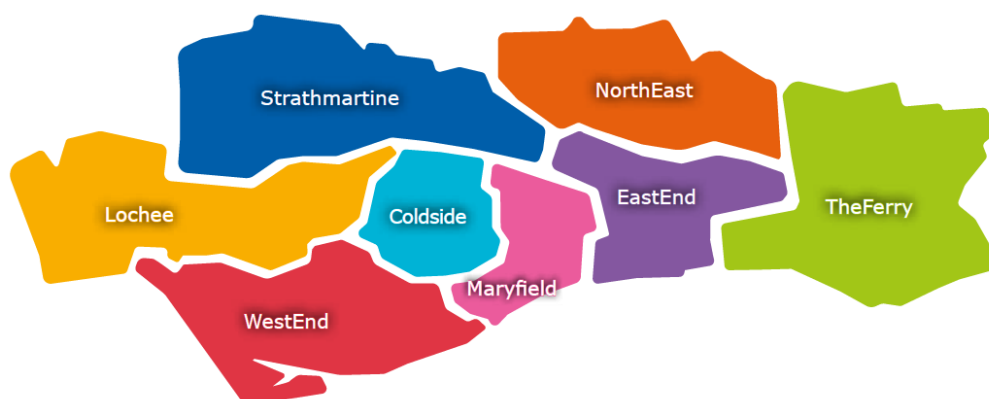 Strathmartine
NorthEast
Lochee
Coldside
EastEnd
TheFerry
Maryfield
WestEnd